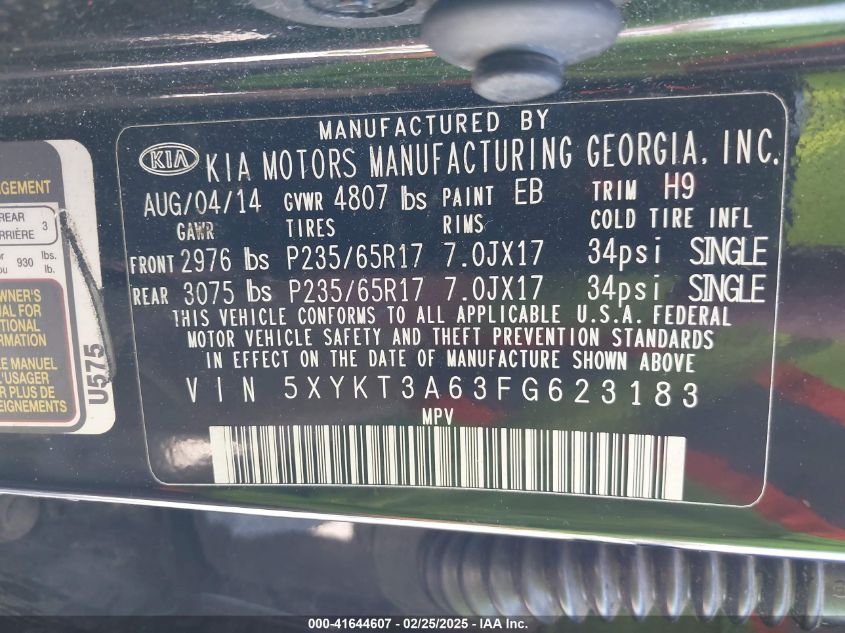 MANUFACTURED BY
KIA KIA MOTORS MANUFACTURING GEORGIA, INC.
AUG/04/14 GVWR 4807 lbs PAINT EB TRIM H9
GAWR TIRES RIMS COLD TIRE INFL
FRONT 2976 lbs P235/65R17 7.0JX17 34psi SINGLE
REAR 3075 lbs P235/65R17 7.0JX17 34psi SINGLE
THIS VEHICLE CONFORMS TO ALL APPLICABLE U.S.A. FEDERAL
MOTOR VEHICLE SAFETY AND THEFT PREVENTION STANDARDS
IN EFFECT ON THE DATE OF MANUFACTURE SHOWN ABOVE
VIN 5XYKT3A63FG623183
MPV
REAR
3
930 lbs.
lb.
MANUEL
PLUS DE
U575
000-41644607 / 02/25/2025 / IAA Inc.